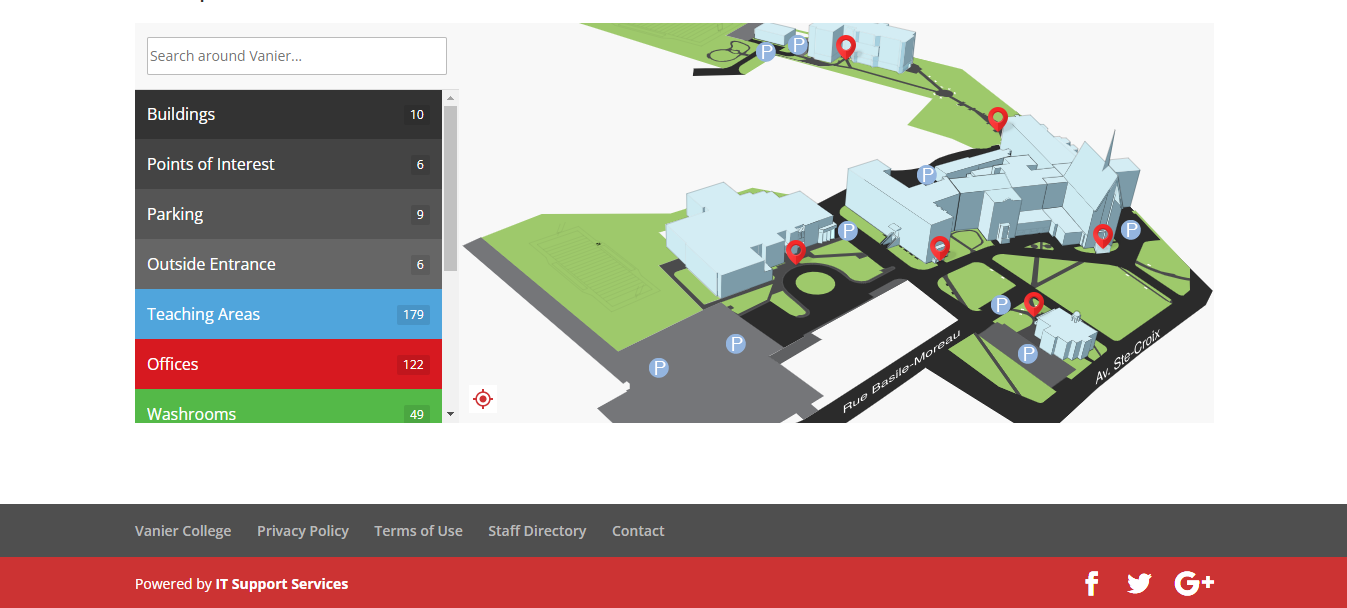 Search around Vanier...
Buildings 10
Points of Interest 6
Parking 9
Outside Entrance 6
Teaching Areas 179
Offices 122
Washrooms 49
P
P
P
P
P
P
P
P
P
Rue Basile-Moreau
Av. Ste-Croix
Vanier College Privacy Policy Terms of Use Staff Directory Contact
Powered by IT Support Services
f G+